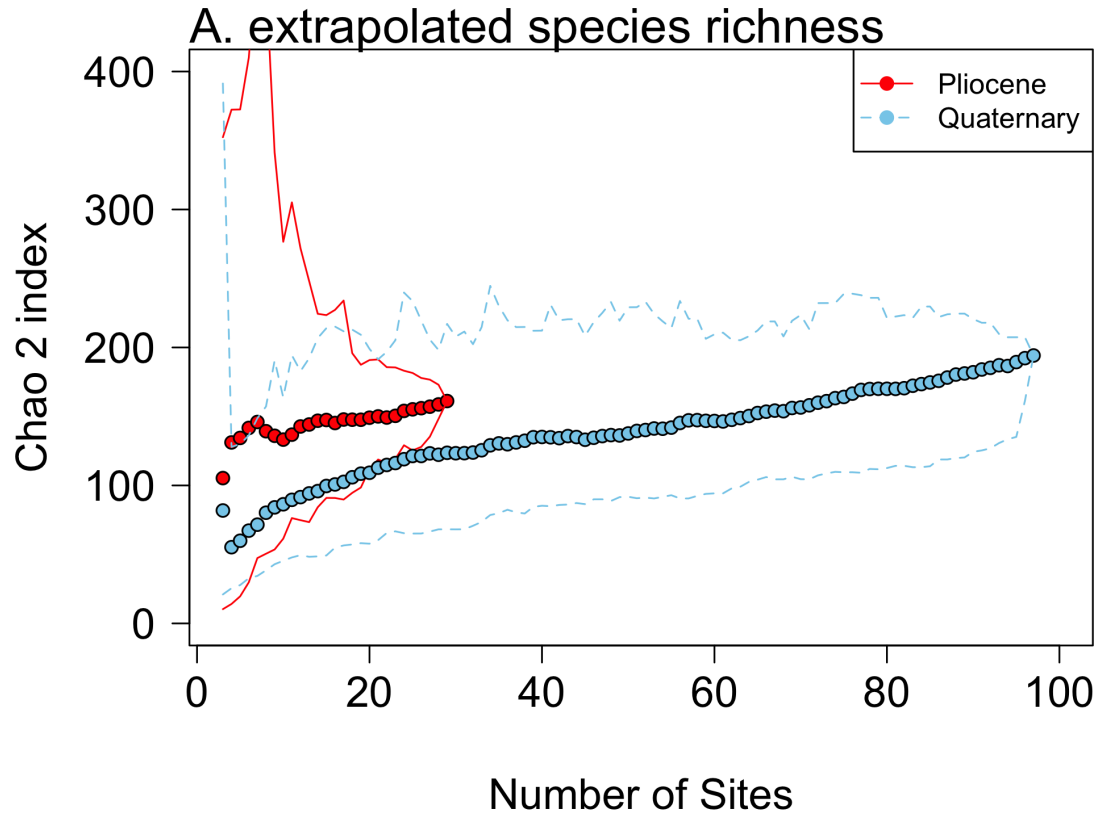 A. extrapolated species richness
Pliocene
Quaternary
Chao 2 index
400
300
200
100
0
0 20 40 60 80 100
Number of Sites